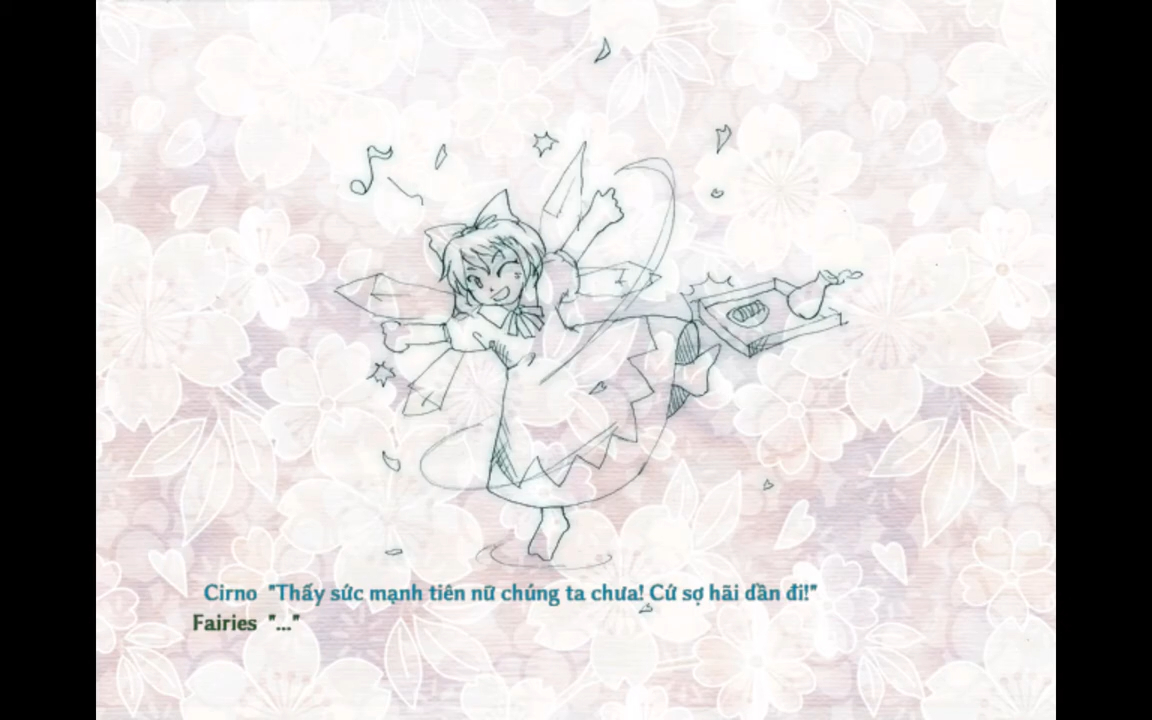 Cirno "Thấy sức mạnh tiên nữ chúng ta chưa! Cứ sợ hãi dần đi!"
Fairies "..."